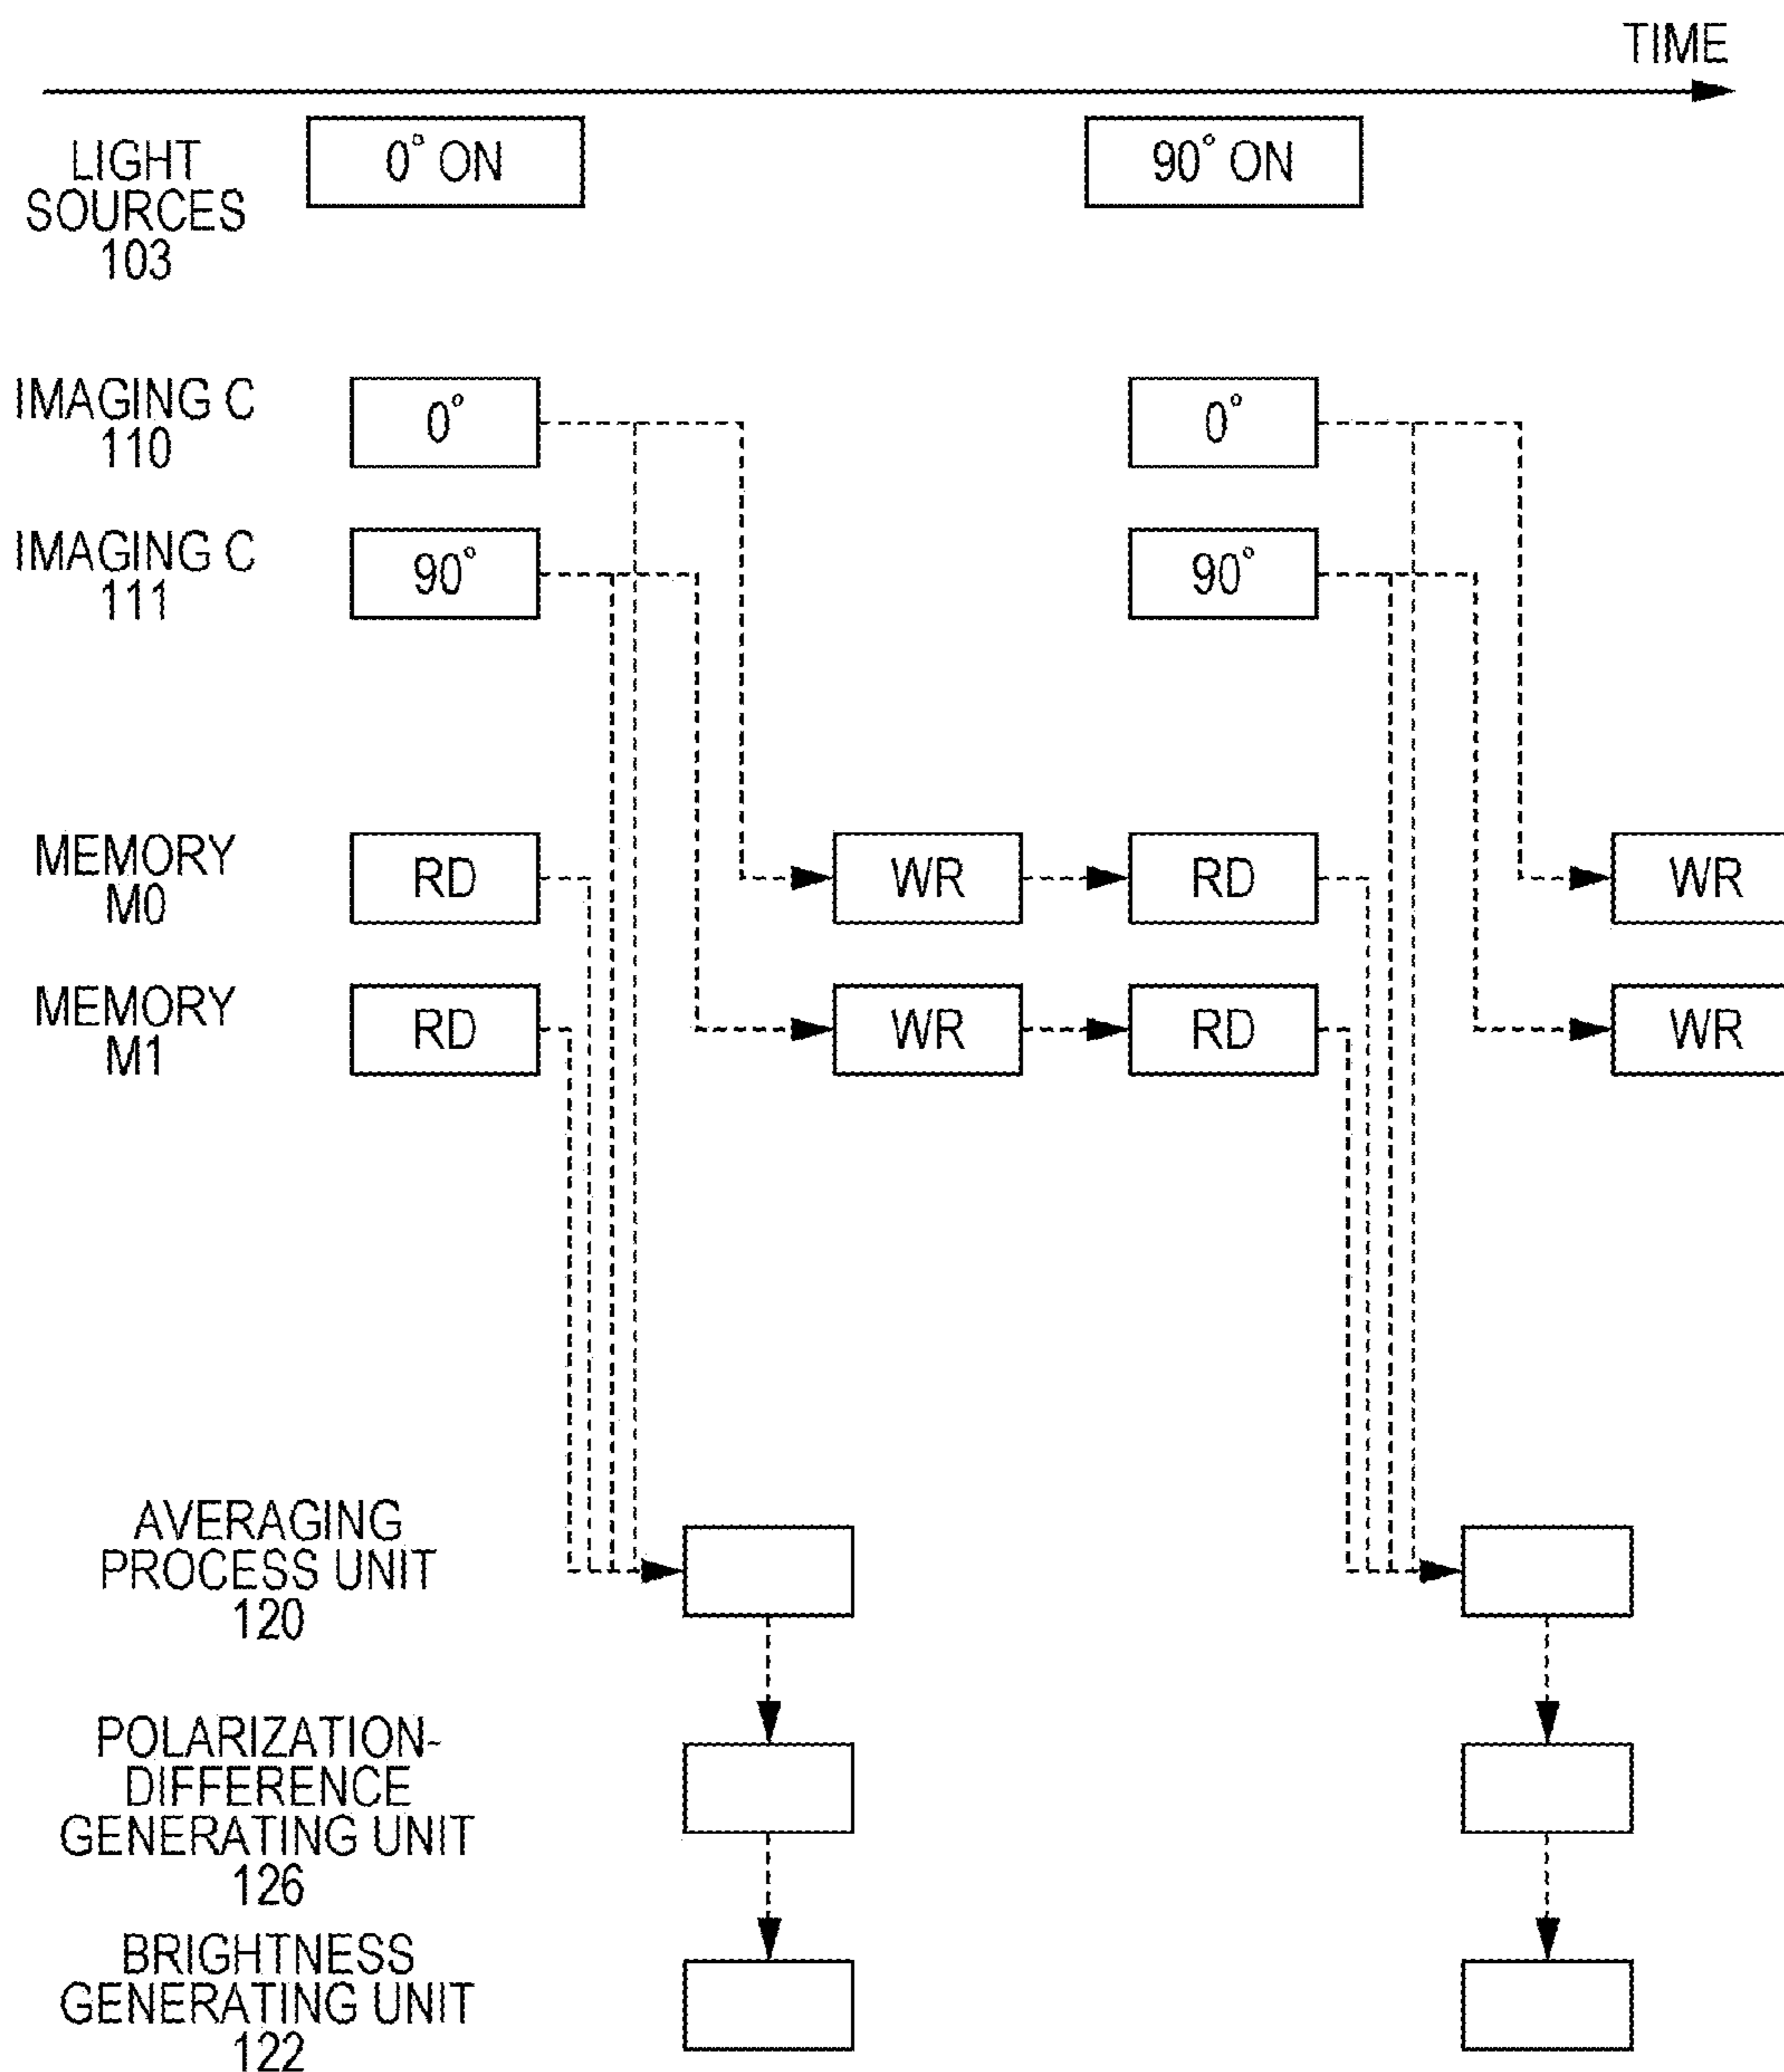 TIME
LIGHT
SOURCES
103
0° ON
90° ON
IMAGING C
110
0°
0°
IMAGING C
111
90°
90°
MEMORY
M0
RD
WR
RD
WR
MEMORY
M1
RD
WR
RD
WR
AVERAGING
PROCESS UNIT
120
POLARIZATION-
DIFFERENCE
GENERATING UNIT
126
BRIGHTNESS
GENERATING UNIT
122